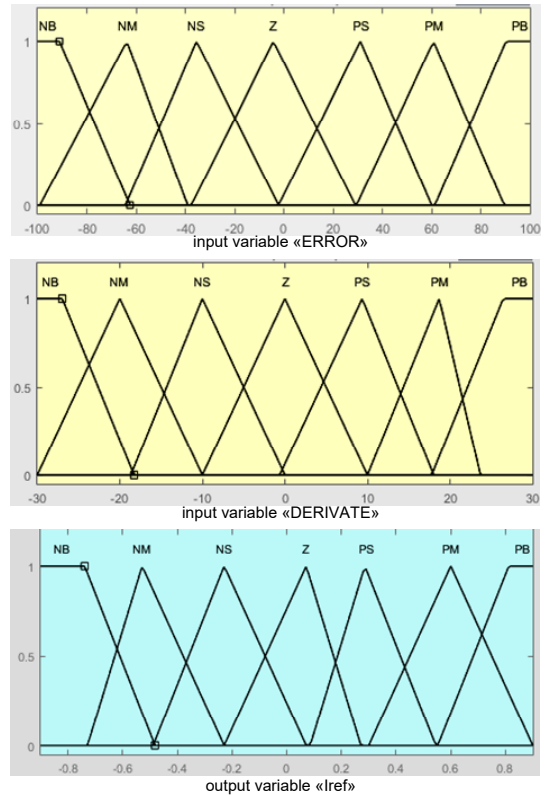 NB NM NS Z PS PM PB
1
0.5
0
-100 -80 -60 -40 -20 0 20 40 60 80 100
input variable «ERROR»
NB NM NS Z PS PM PB
1
0.5
0
-30 -20 -10 0 10 20 30
input variable «DERIVATE»
NB NM NS Z PS PM PB
1
0.5
0
-0.8 -0.6 -0.4 -0.2 0 0.2 0.4 0.6 0.8
output variable «Iref»